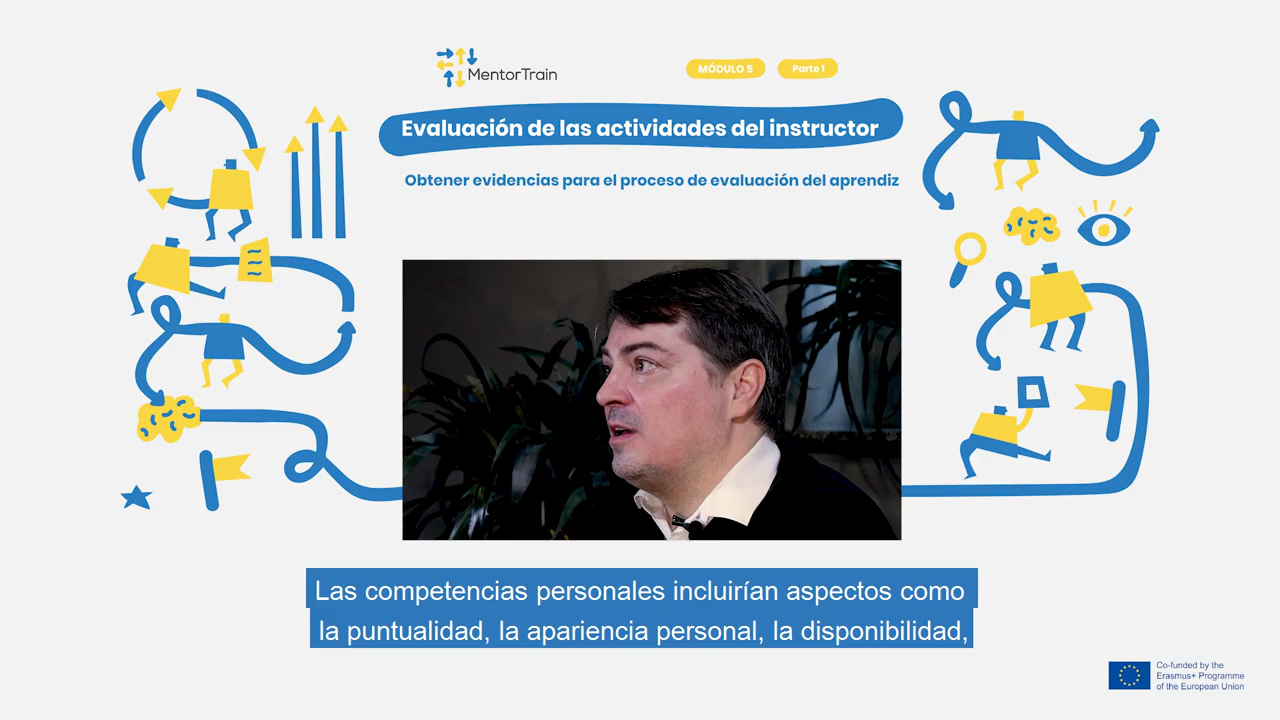 MentorTrain
MÓDULO 5
Parte 1
Evaluación de las actividades del instructor
Obtener evidencias para el proceso de evaluación del aprendiz
Las competencias personales incluirían aspectos como
la puntualidad, la apariencia personal, la disponibilidad,
Co-funded by the
Erasmus+ Programme
of the European Union